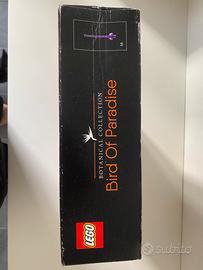 BOTANICAL COLLECTION
Bird Of Paradise
LEGO
subito